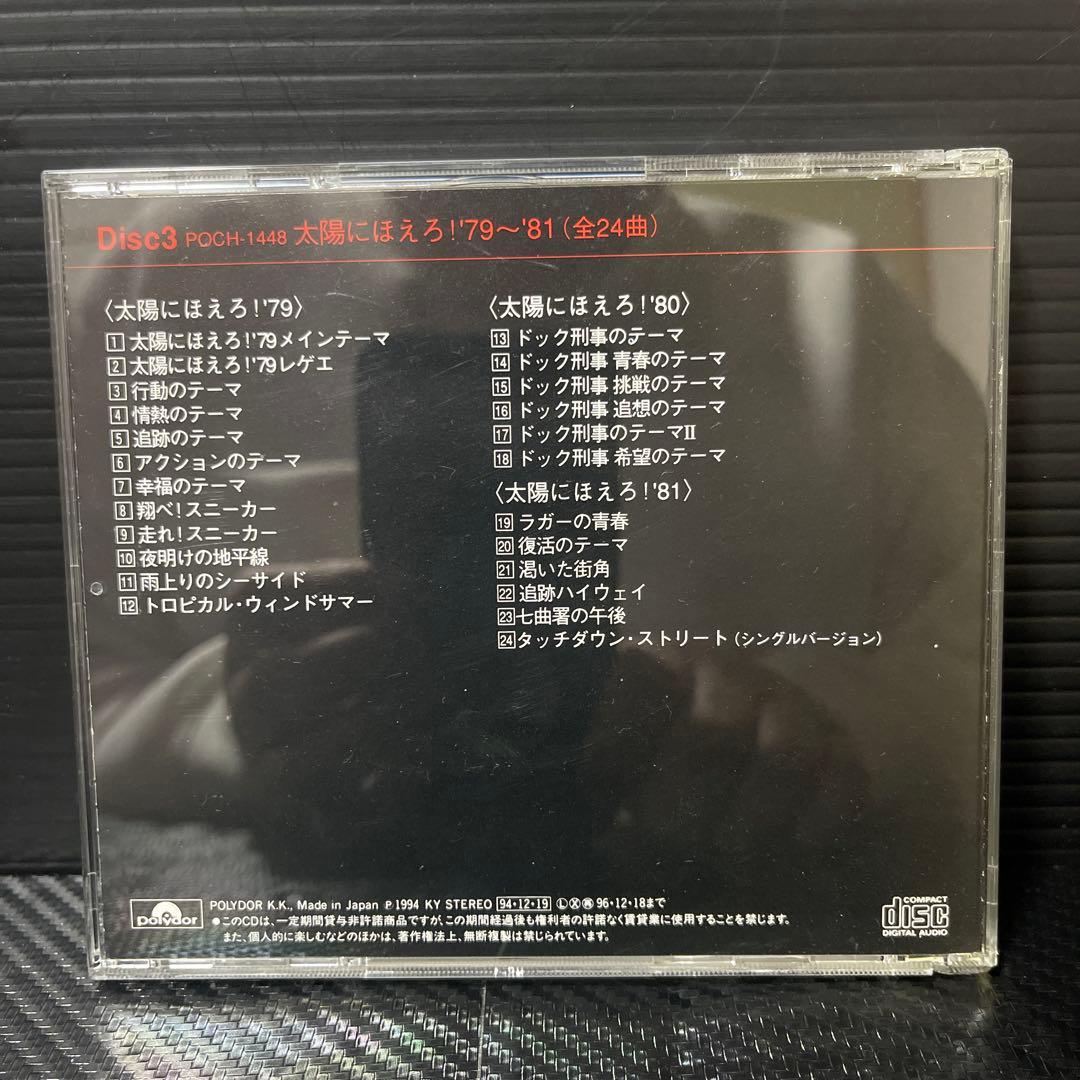 Disc3 POCH-1448 太陽にほえろ!'79〜'81(全24曲)
〈太陽にほえろ!'79〉
1 太陽にほえろ!'79メインテーマ
2 太陽にほえろ!'79レゲエ
3 行動のテーマ
4 情熱のテーマ
5 追跡のテーマ
6 アクションのテーマ
7 幸福のテーマ
8 翔べ!スニーカー
9 走れ!スニーカー
10 夜明けの地平線
11 雨上りのシーサイド
12 トロピカル・ウィンドサマー
〈太陽にほえろ!'80〉
13 ドック刑事のテーマ
14 ドック刑事 青春のテーマ
15 ドック刑事 挑戦のテーマ
16 ドック刑事 追想のテーマ
17 ドック刑事のテーマII
18 ドック刑事 希望のテーマ
〈太陽にほえろ!'81〉
19 ラガーの青春
20 復活のテーマ
21 渇いた街角
22 追跡ハイウェイ
23 七曲署の午後
24 タッチダウン・ストリート(シングルバージョン)
polydor
POLYDOR K.K., Made in Japan ℗1994 KY STEREO 94・12・19 Ⓛ Ⓧ ㊞ 96・12・18まで
●このCDは、一定期間貸与非許諾商品ですが、この期間経過後も権利者の許諾なく賃貸業に使用することを禁じます。
また、個人的に楽しむなどのほかは、著作権法上、無断複製は禁じられています。
COMPACT
disc
DIGITAL AUDIO